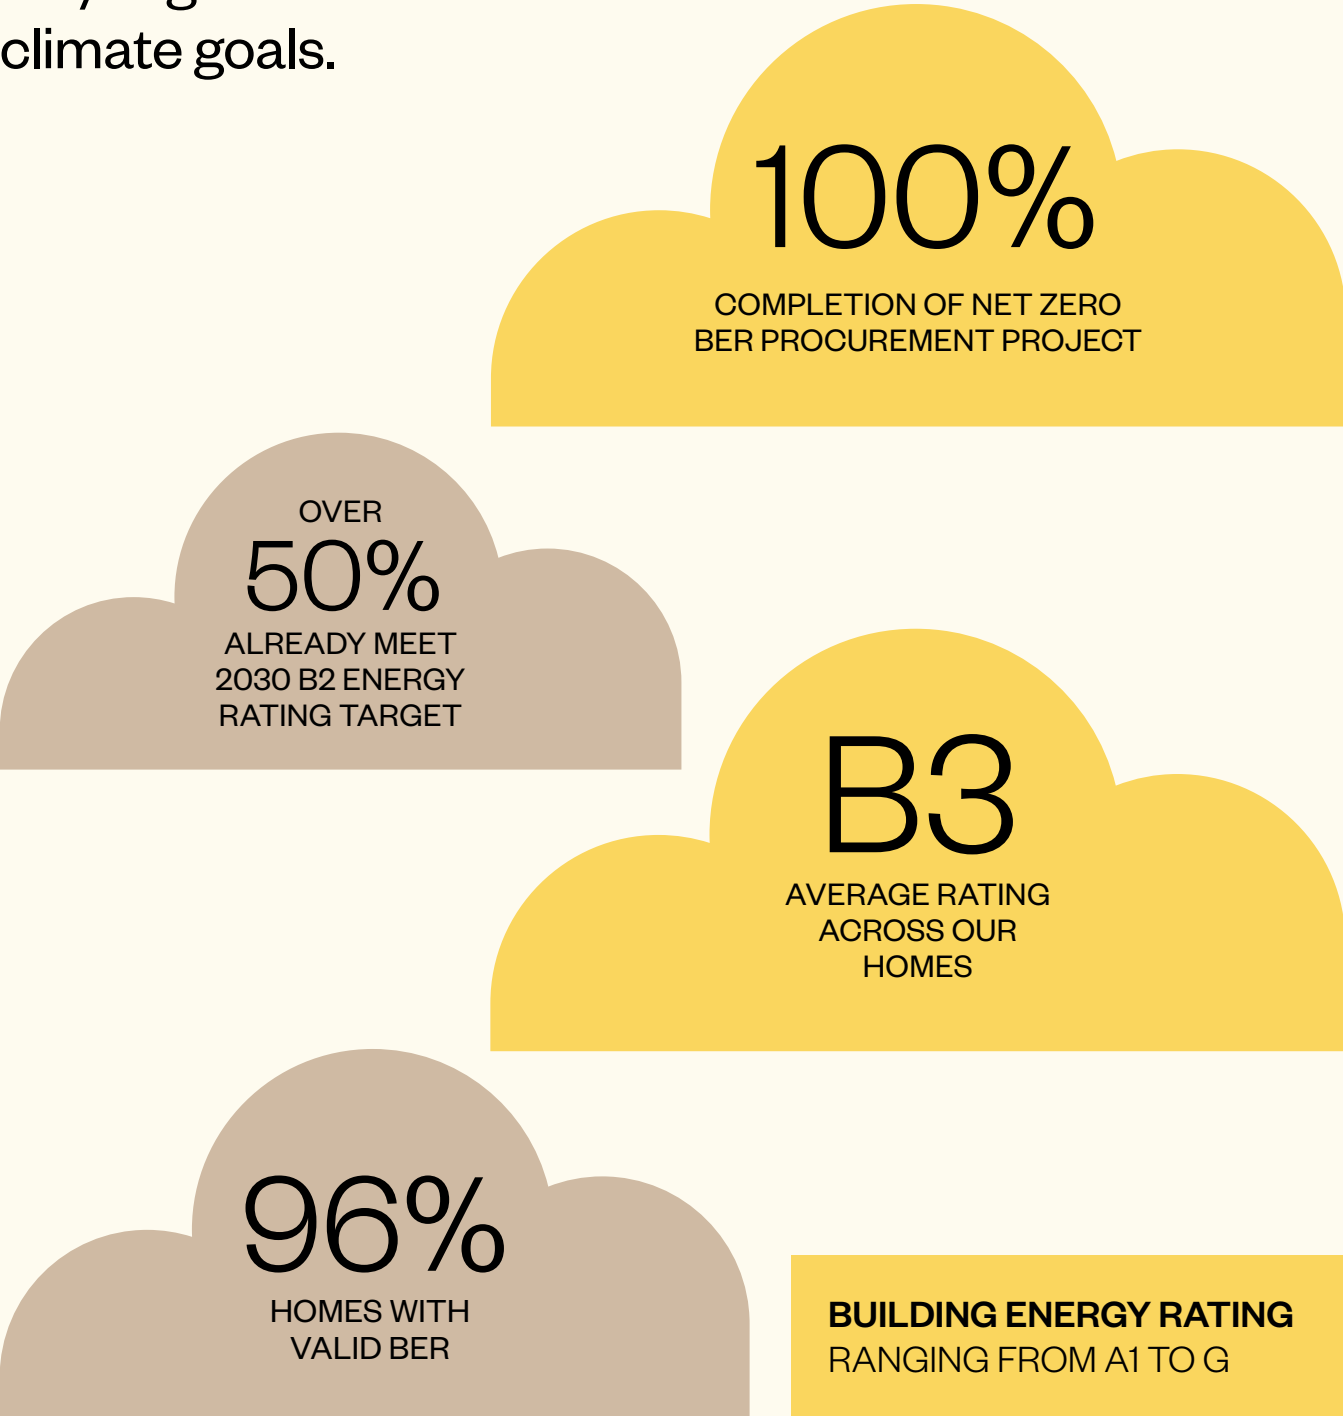 climate goals.
100%
COMPLETION OF NET ZERO
BER PROCUREMENT PROJECT
OVER
50%
ALREADY MEET
2030 B2 ENERGY
RATING TARGET
B3
AVERAGE RATING
ACROSS OUR
HOMES
96%
HOMES WITH
VALID BER
BUILDING ENERGY RATING
RANGING FROM A1 TO G